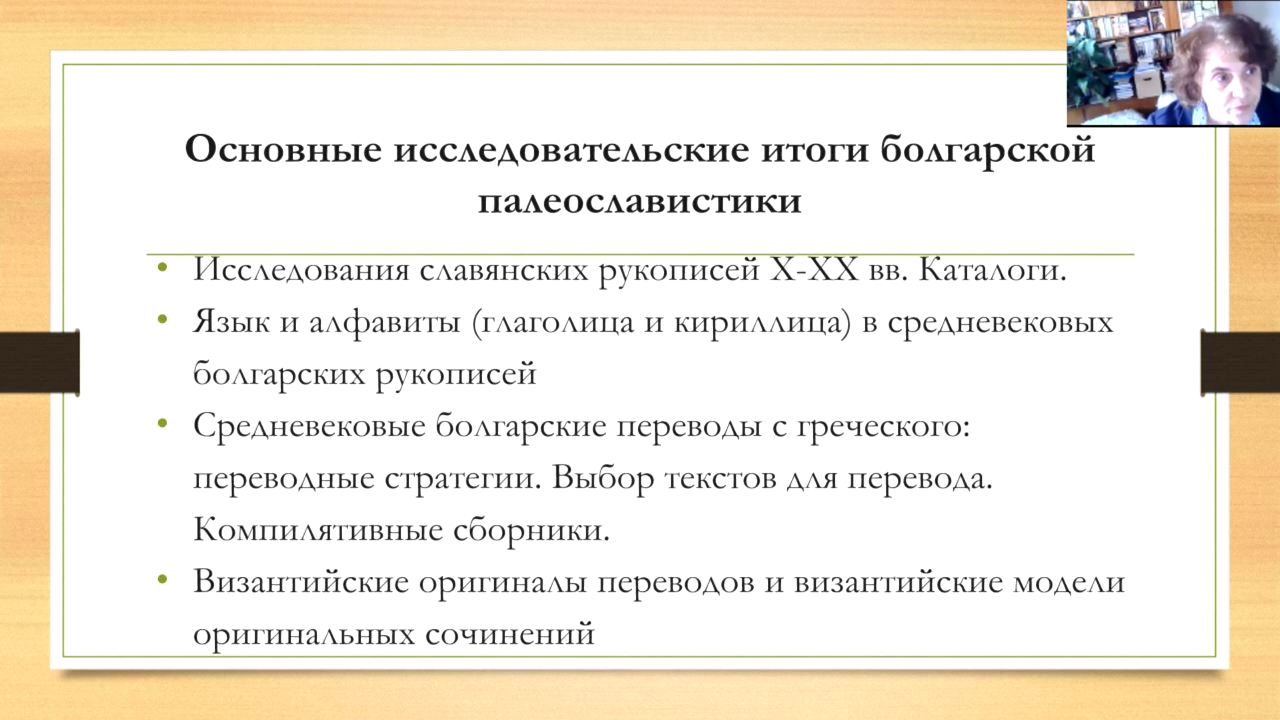 Основные исследовательские итоги болгарской
палеославистики
• Исследования славянских рукописей X-XX вв. Каталоги.
• Язык и алфавиты (глаголица и кириллица) в средневековых
болгарских рукописей
• Средневековые болгарские переводы с греческого:
переводные стратегии. Выбор текстов для перевода.
Компилятивные сборники.
• Византийские оригиналы переводов и византийские модели
оригинальных сочинений